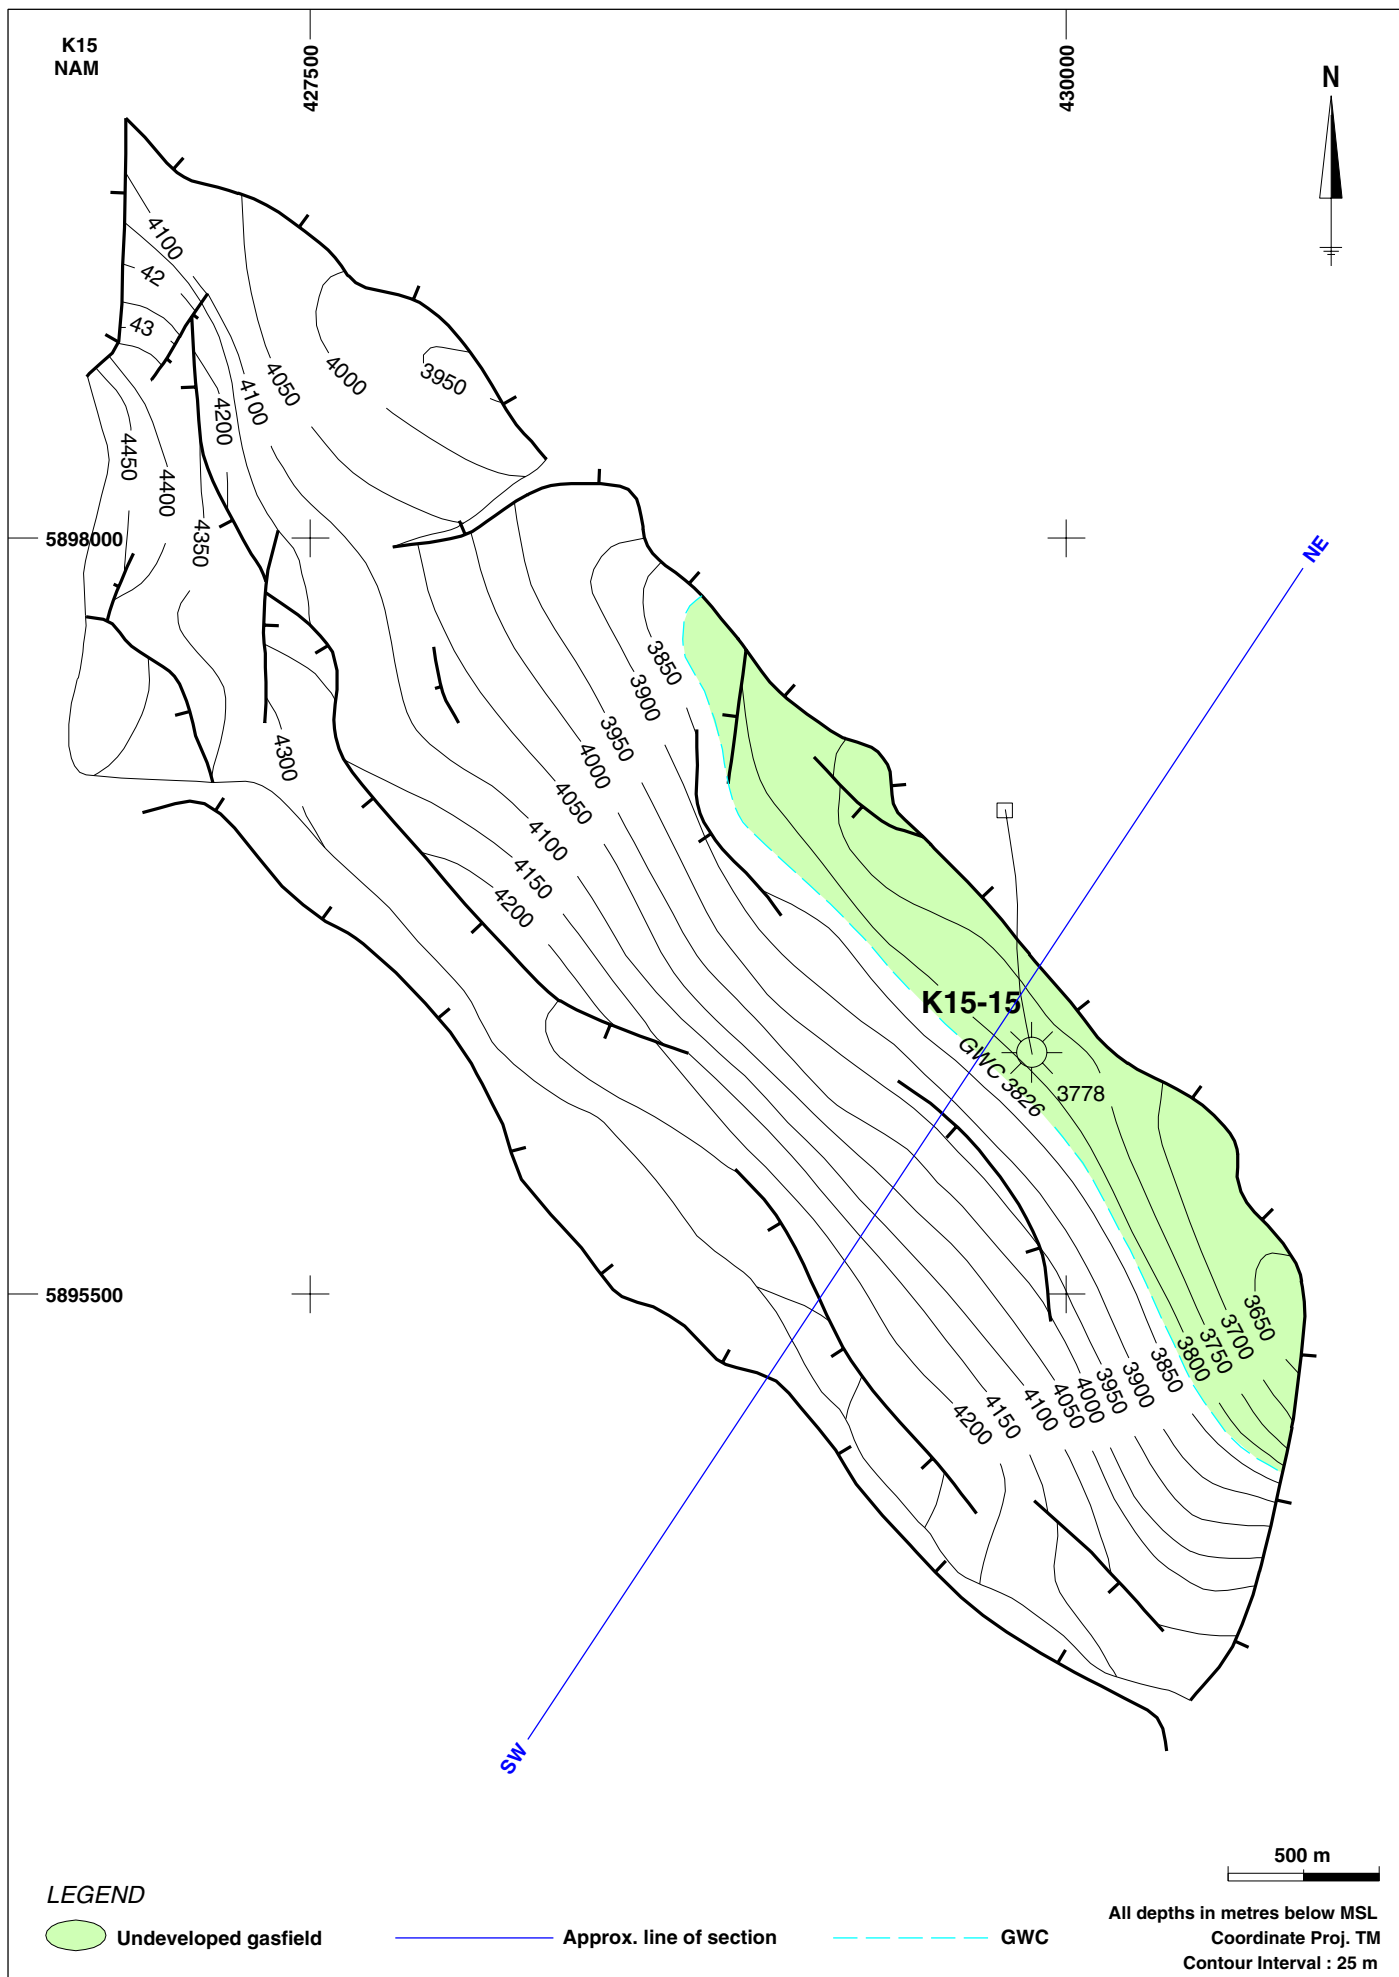 K15
NAM
427500
430000
N
4100
42
43
4050
4000
3950
4100
4200
4450
4400
4350
5898000
NE
3850
3900
3950
4000
4300
4050
4100
4150
4200
K15-15
GWC 3826
3778
5895500
3650
3700
3750
3800
3850
3900
3950
4000
4050
4100
4150
4200
SW
500 m
LEGEND
Undeveloped gasfield
Approx. line of section
GWC
All depths in metres below MSL
Coordinate Proj. TM
Contour Interval : 25 m